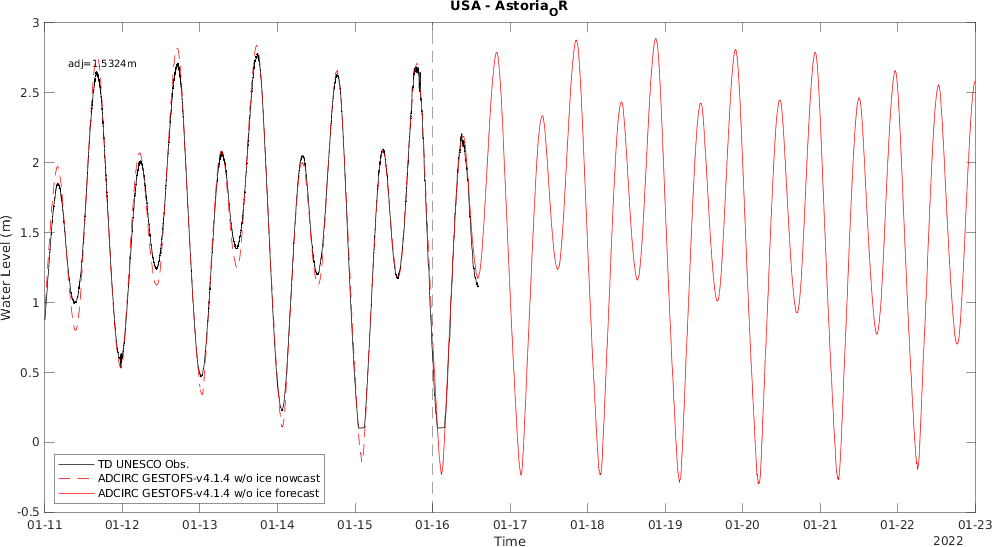 USA - Astoria_OR
3
adj=1.5324m
2.5
2
1.5
1
0.5
0
-0.5
Water Level (m)
TD UNESCO Obs.
ADCIRC GESTOFS-v4.1.4 w/o ice nowcast
ADCIRC GESTOFS-v4.1.4 w/o ice forecast
01-11 01-12 01-13 01-14 01-15 01-16 01-17 01-18 01-19 01-20 01-21 01-22 01-23
Time
2022